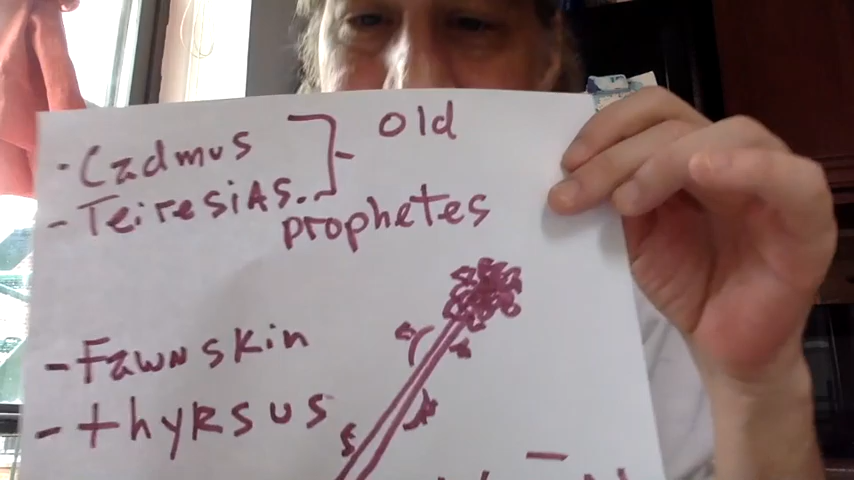 - Cadmus
old
- TeiresiAS.
prophetes
- Fawnskin
- thyRsus